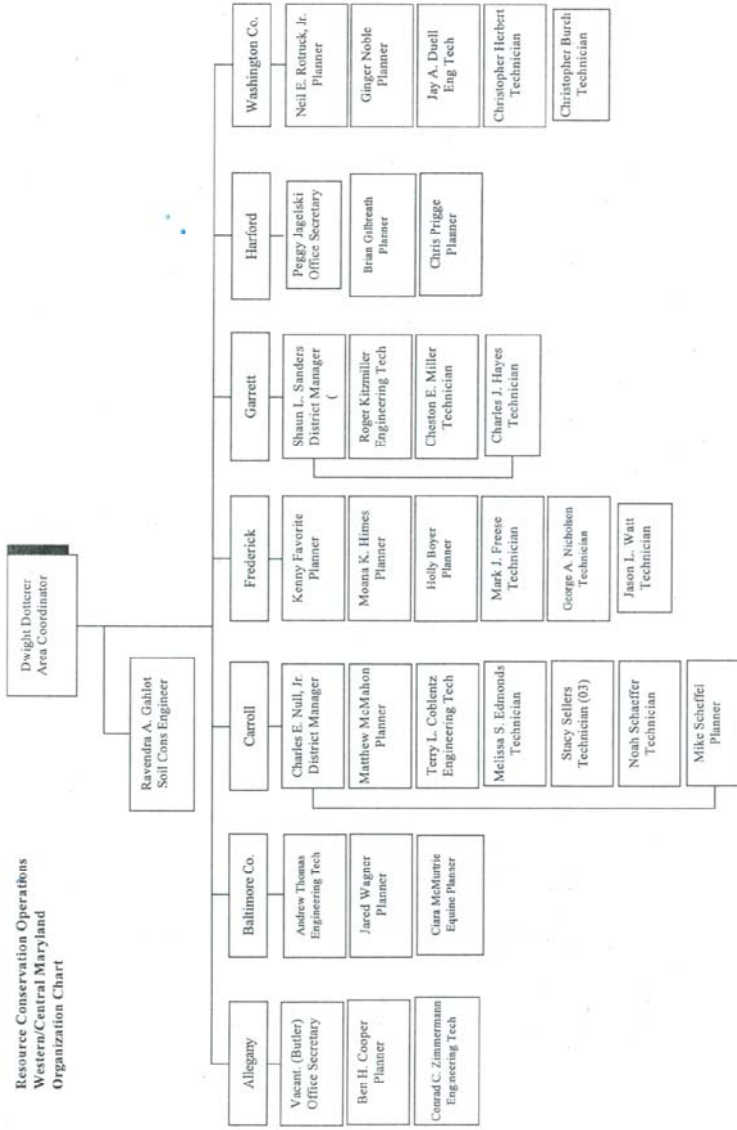 Resource Conservation Operations
Western/Central Maryland
Organization Chart
Dwight Dotterer
Area Coordinator
Ravendra A. Gahlot
Soil Cons Engineer
Allegany
Vacant. (Butler)
Office Secretary
Ben H. Cooper
Planner
Conrad C. Zimmermann
Engineering Tech
Baltimore Co.
Andrew Thomas
Engineering Tech
Jared Wagner
Planner
Ciara McMurtrie
Equine Planner
Carroll
Charles E. Null, Jr.
District Manager
Matthew McMahon
Planner
Terry L. Coblentz
Engineering Tech
Melissa S. Edmonds
Technician
Stacy Sellers
Technician (03)
Noah Schaeffer
Technician
Mike Scheffel
Planner
Frederick
Kenny Favorite
Planner
Moana K. Himes
Planner
Holly Boyer
Planner
Mark J. Freese
Technician
George A. Nicholsen
Technician
Jason L. Watt
Technician
Garrett
Shaun L. Sanders
District Manager
(
Roger Kitzmiller
Engineering Tech
Cheston E. Miller
Technician
Charles J. Hayes
Technician
Harford
Peggy Jagelski
Office Secretary
Brian Gilbreath
Planner
Chris Prigge
Planner
Washington Co.
Neil E. Rotruck, Jr.
Planner
Ginger Noble
Planner
Jay A. Duell
Eng Tech
Christopher Herbert
Technician
Christopher Burch
Technician